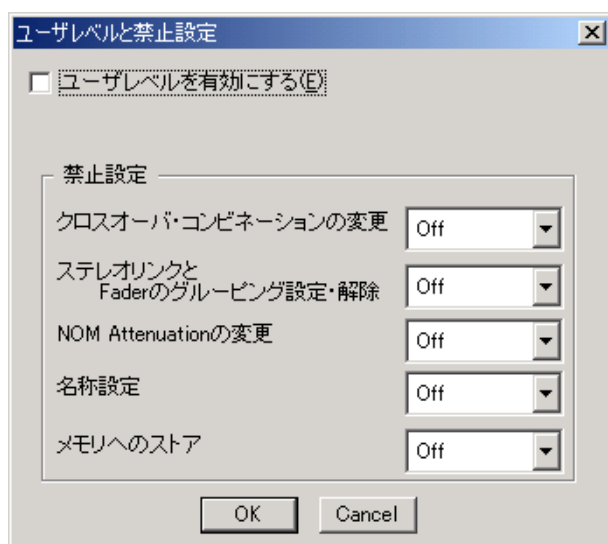 ユーザレベルと禁止設定
ユーザレベルを有効にする(E)
禁止設定
クロスオーバ・コンビネーションの変更 Off
ステレオリンクと
Faderのグルーピング設定・解除 Off
NOM Attenuationの変更 Off
名称設定 Off
メモリへのストア Off
OK Cancel